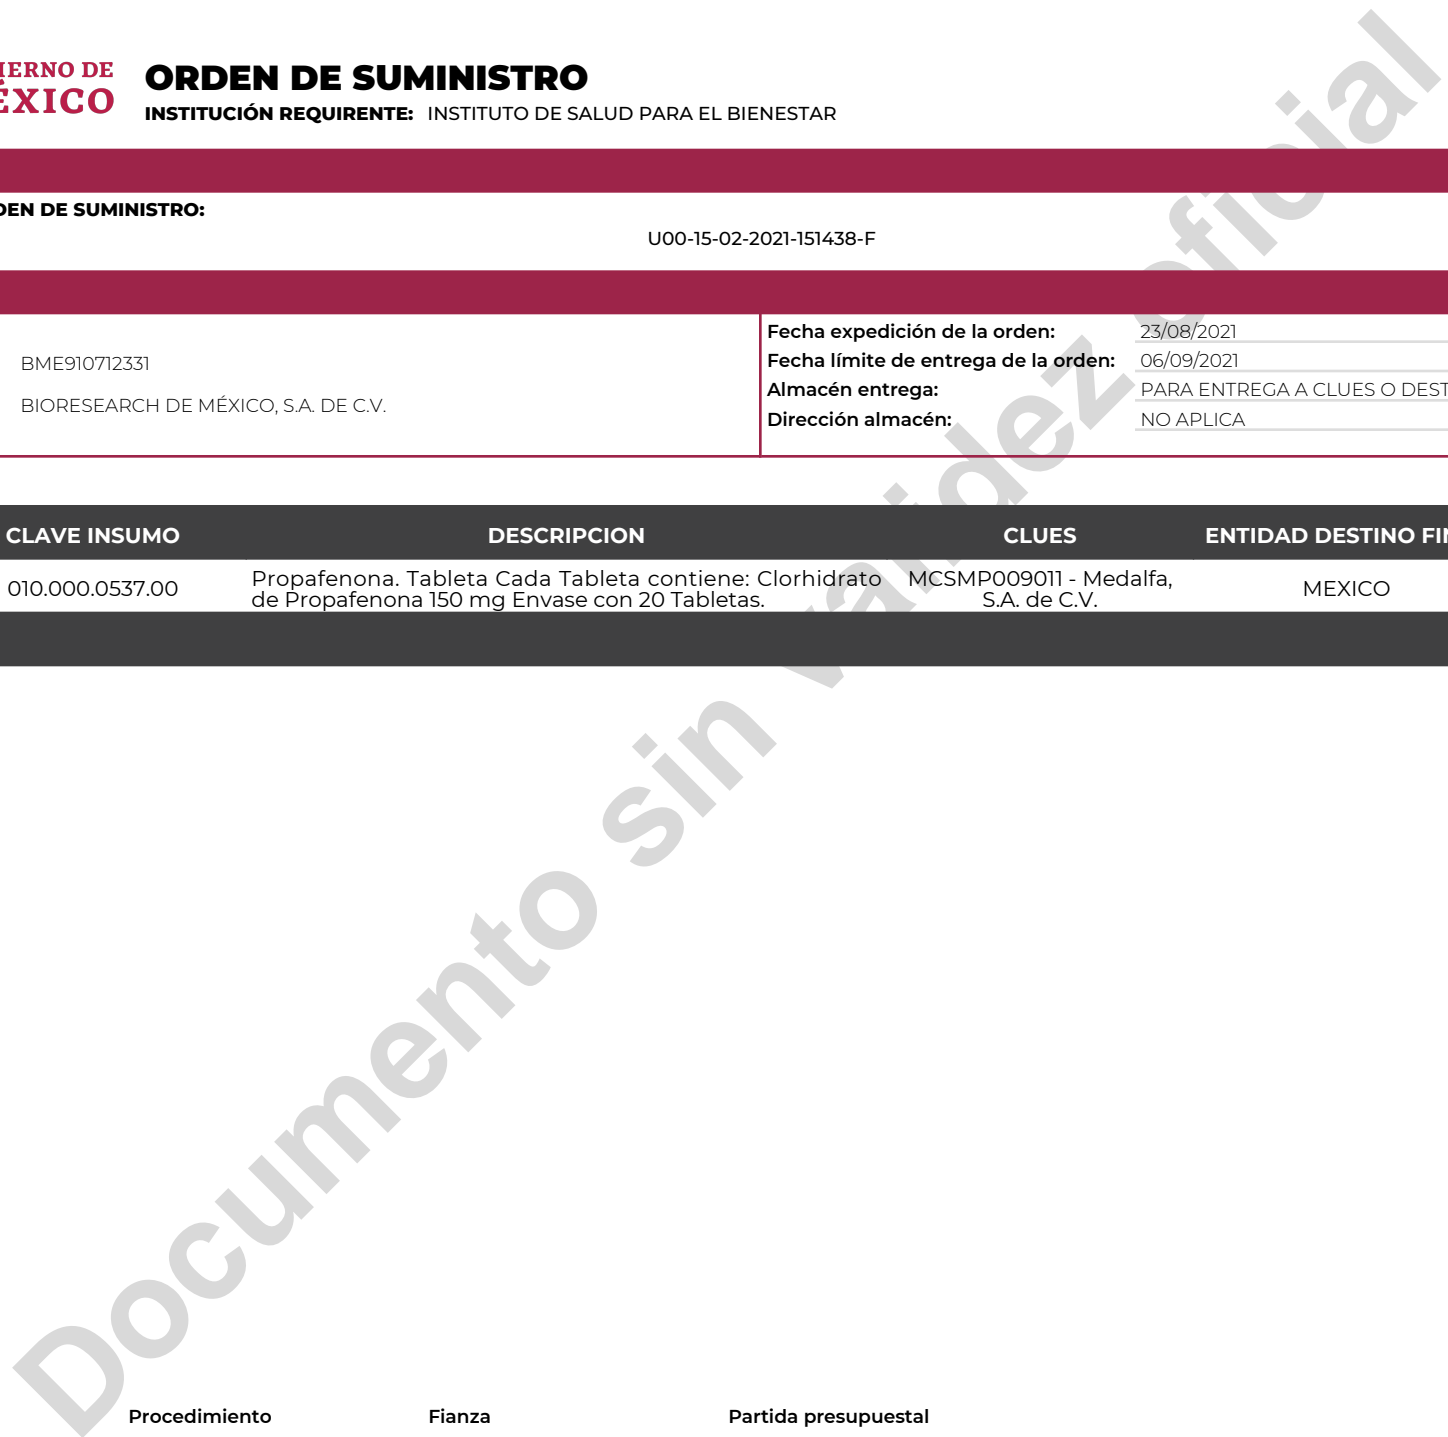 IERNO DE
ÉXICO
ORDEN DE SUMINISTRO
INSTITUCIÓN REQUIRENTE: INSTITUTO DE SALUD PARA EL BIENESTAR
DEN DE SUMINISTRO:
U00-15-02-2021-151438-F
BME910712331
BIORESEARCH DE MÉXICO, S.A. DE C.V.
Fecha expedición de la orden: 23/08/2021
Fecha límite de entrega de la orden: 06/09/2021
Almacén entrega: PARA ENTREGA A CLUES O DEST
Dirección almacén: NO APLICA
CLAVE INSUMO DESCRIPCION CLUES ENTIDAD DESTINO FIN
010.000.0537.00
Propafenona. Tableta Cada Tableta contiene: Clorhidrato
de Propafenona 150 mg Envase con 20 Tabletas.
MCSMP009011 - Medalfa,
S.A. de C.V.
MEXICO
Documento sin validez oficial
Procedimiento Fianza Partida presupuestal